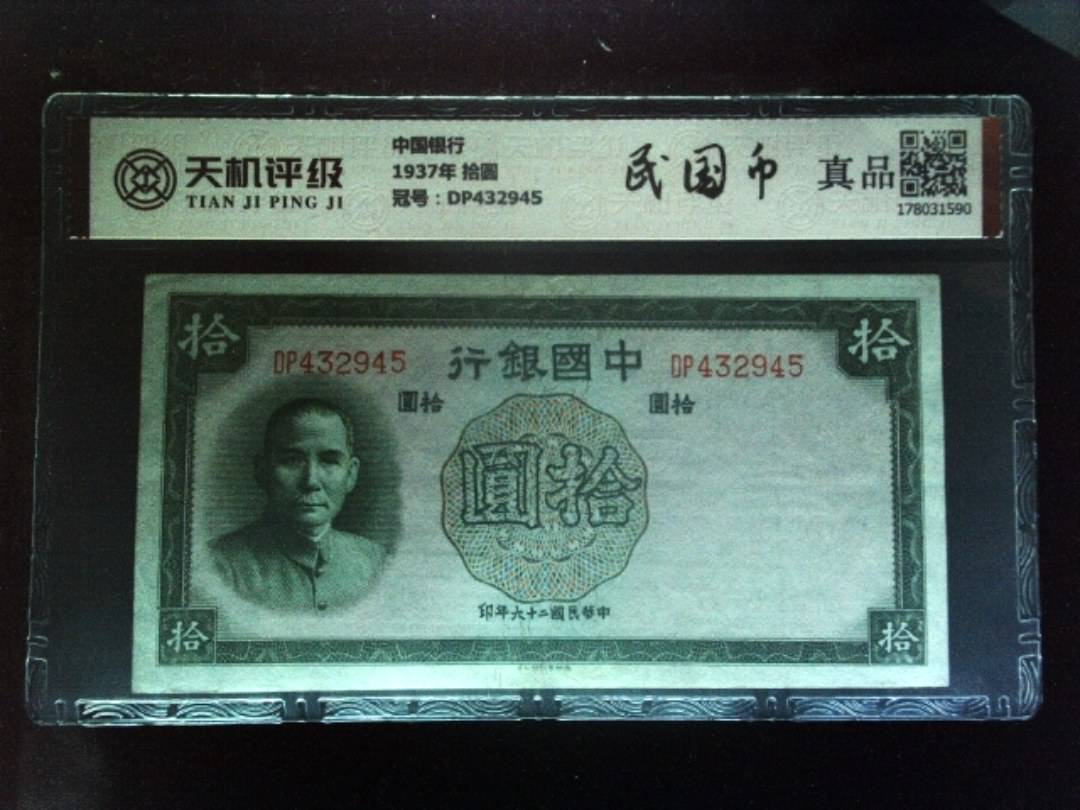 天机评级
TIAN JI PING JI
中国银行
1937年 拾圆
冠号：DP432945
民国币
真品
178031590
拾
拾
DP432945
行銀國中
DP432945
圓拾
圓拾
圓拾
印年六十二國民華中
拾
拾